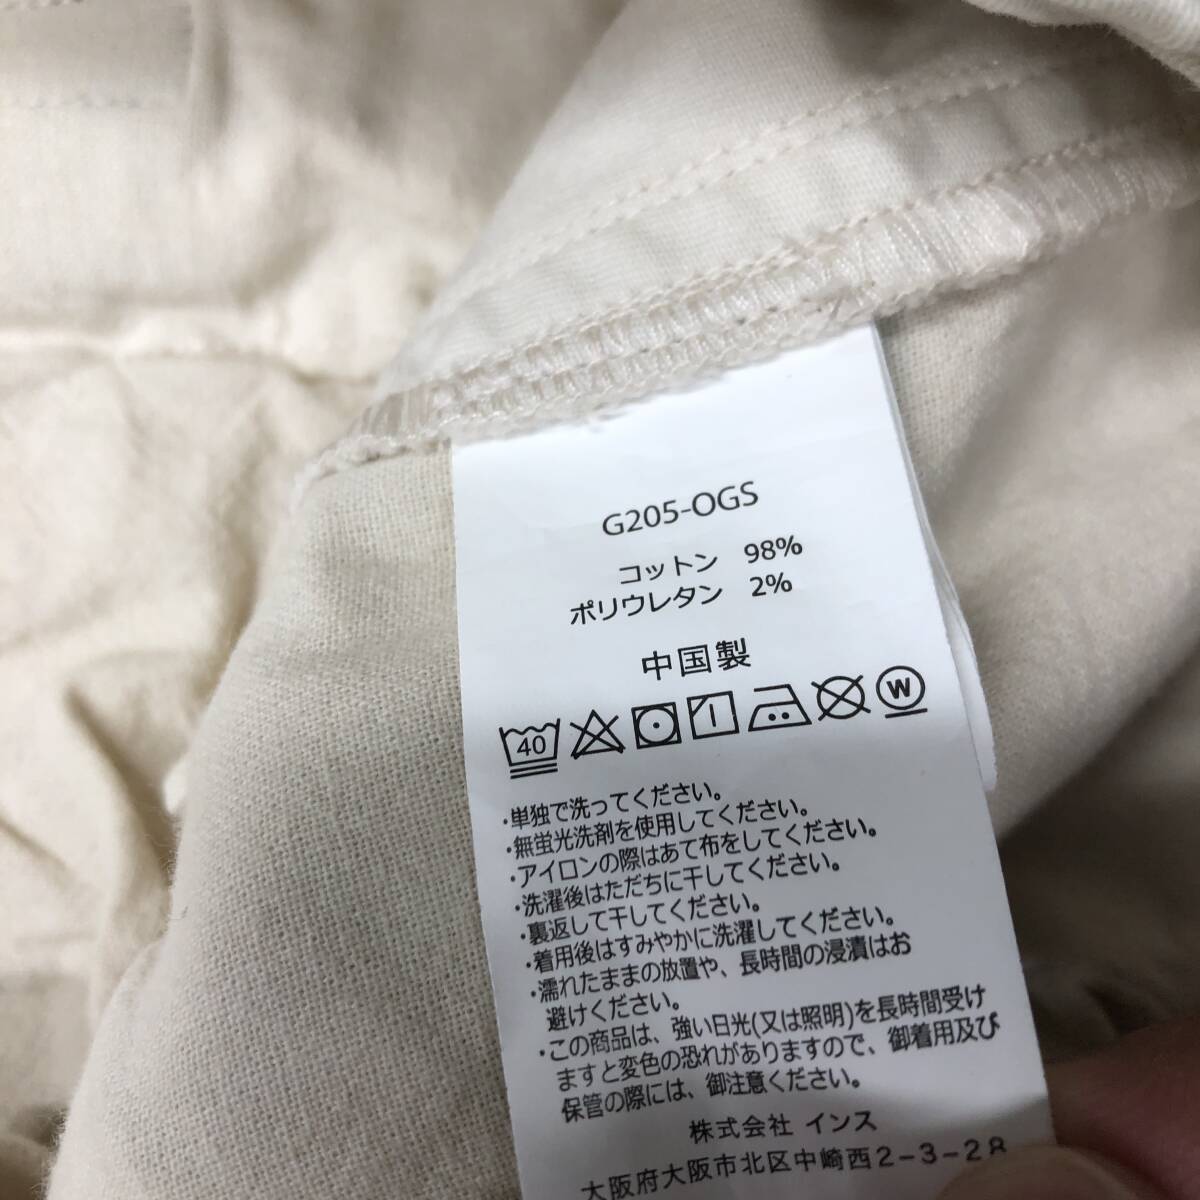 G205-OGS
コットン 98%
ポリウレタン 2%
中国製
40 W
・単独で洗ってください。
・無蛍光洗剤を使用してください。
・アイロンの際はあて布をしてください。
・洗濯後はただちに干してください。
・裏返して干してください。
・着用後はすみやかに洗濯してください。
・濡れたままの放置や、長時間の浸漬はお
避けください。
・この商品は、強い日光(又は照明)を長時間受け
ますと変色の恐れがありますので、御着用及び
保管の際には、御注意ください。
株式会社 インス
大阪府大阪市北区中崎西2-3-28